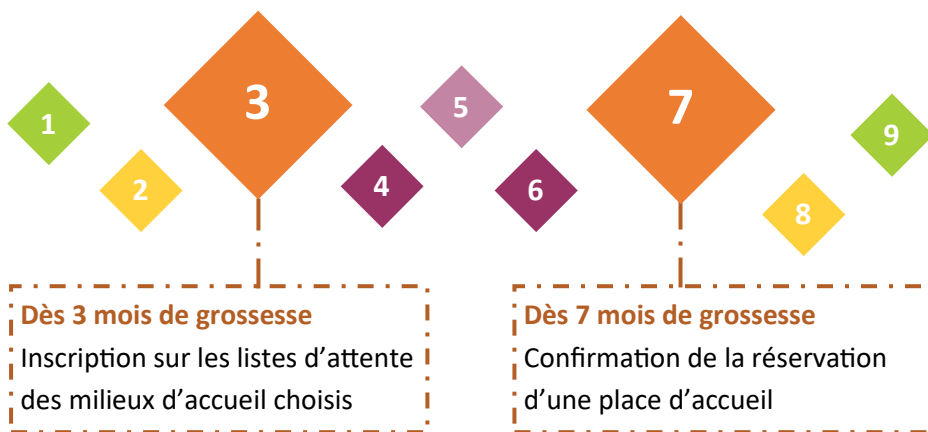 1
2
3
4
5
6
7
8
9
Dès 3 mois de grossesse
Inscription sur les listes d’attente
des milieux d’accueil choisis
Dès 7 mois de grossesse
Confirmation de la réservation
d’une place d’accueil